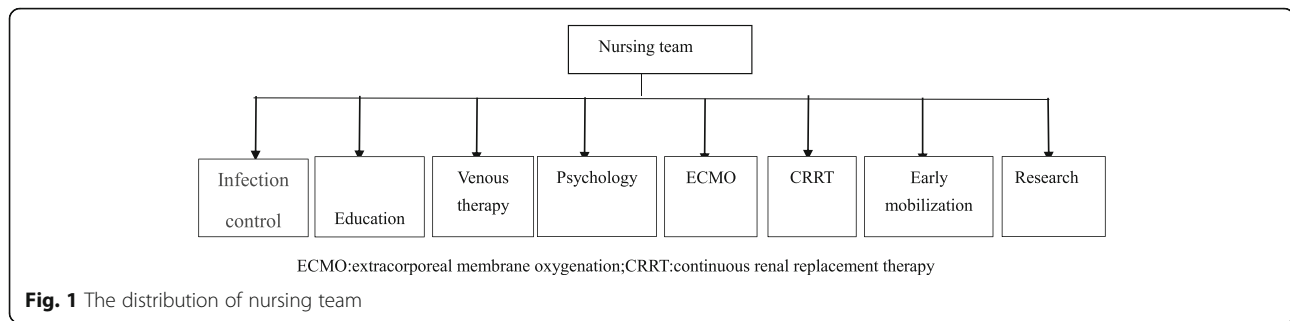 Nursing team
Infection
control
Education
Venous
therapy
Psychology
ECMO
CRRT
Early
mobilization
Research
ECMO:extracorporeal membrane oxygenation;CRRT:continuous renal replacement therapy
Fig. 1 The distribution of nursing team